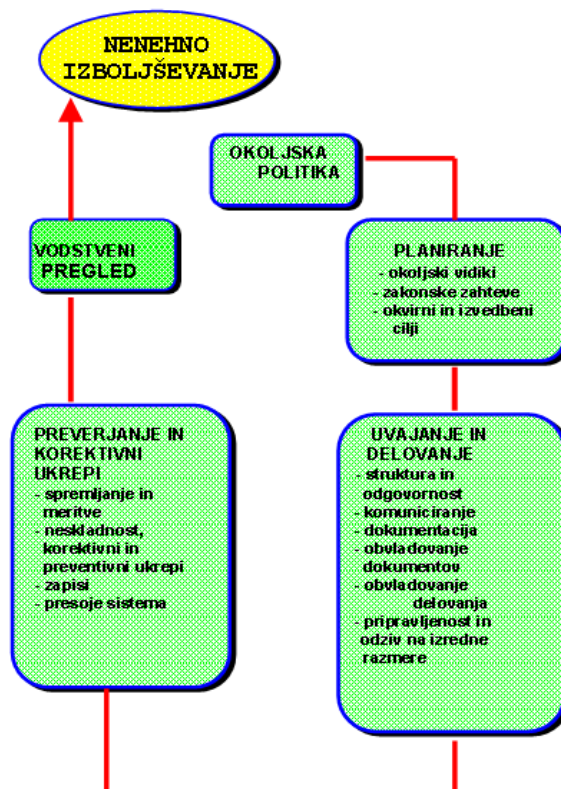 NENEHNO
IZBOLJŠEVANJE
OKOLJSKA
POLITIKA
VODSTVENI
PREGLED
PLANIRANJE
- okoljski vidiki
- zakonske zahteve
- okvirni in izvedbeni
cilji
PREVERJANJE IN
KOREKTIVNI
UKREPI
- spremljanje in
meritve
- neskladnost,
korektivni in
preventivni ukrepi
- zapisi
- presoje sistema
UVAJANJE IN
DELOVANJE
- struktura in
odgovornost
- komuniciranje
- dokumentacija
- obvladovanje
dokumentov
- obvladovanje
delovanja
- pripravljenost in
odziv na izredne
razmere